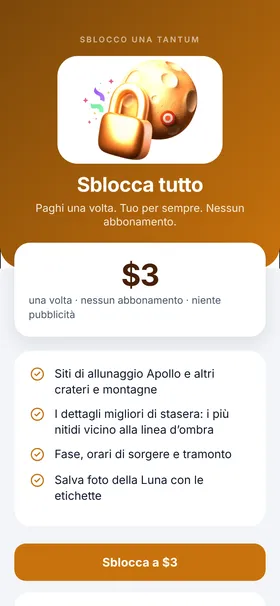 SBLOCCO UNA TANTUM
Sblocca tutto
Paghi una volta. Tuo per sempre. Nessun
abbonamento.
$3
una volta · nessun abbonamento · niente
pubblicità
Siti di allunaggio Apollo e altri
crateri e montagne
I dettagli migliori di stasera: i più
nitidi vicino alla linea d’ombra
Fase, orari di sorgere e tramonto
Salva foto della Luna con le
etichette
Sblocca a $3